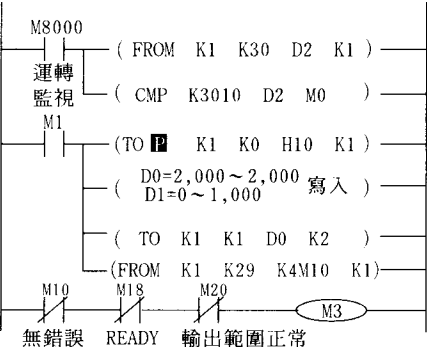 M8000
( FROM K1 K30 D2 K1 )
運轉
監視
( CMP K3010 D2 M0 )
M1
(TO P K1 K0 H10 K1 )
( D0=2,000~2,000 寫入 )
D1=0~1,000
( TO K1 K1 D0 K2 )
(FROM K1 K29 K4M10 K1)
M10 M18 M20
M3
無錯誤 READY 輸出範圍正常